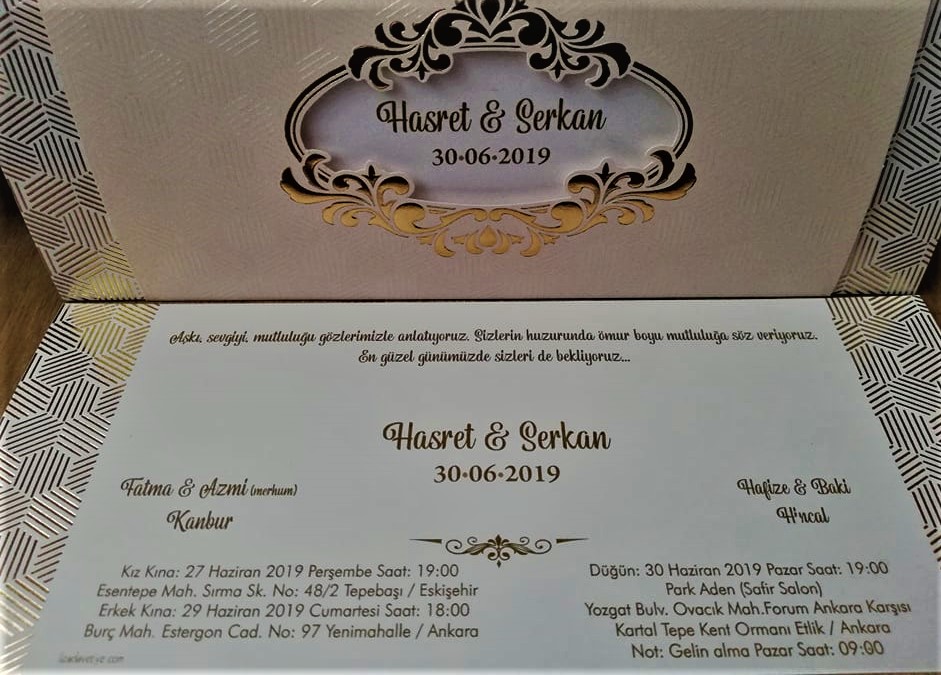 Hasret & Serkan
30•06•2019
Aşkı, sevgiyi, mutluluğu gözlerimizle anlatıyoruz. Sizlerin huzurunda ömür boyu mutluluğa söz veriyoruz.
En güzel günümüzde sizleri de bekliyoruz...
Hasret & Serkan
30•06•2019
Fatma & Azmi (merhum)
Kanbur
Hafize & Baki
H'ncal
Kız Kına: 27 Haziran 2019 Perşembe Saat: 19:00
Esentepe Mah. Sırma Sk. No: 48/2 Tepebaşı / Eskişehir
Erkek Kına: 29 Haziran 2019 Cumartesi Saat: 18:00
Burç Mah. Estergon Cad. No: 97 Yenimahalle / Ankara
Düğün: 30 Haziran 2019 Pazar Saat: 19:00
Park Aden (Safir Salon)
Yozgat Bulv. Ovacık Mah.Forum Ankara Karşısı
Kartal Tepe Kent Ormanı Etlik / Ankara
Not: Gelin alma Pazar Saat: 09:00